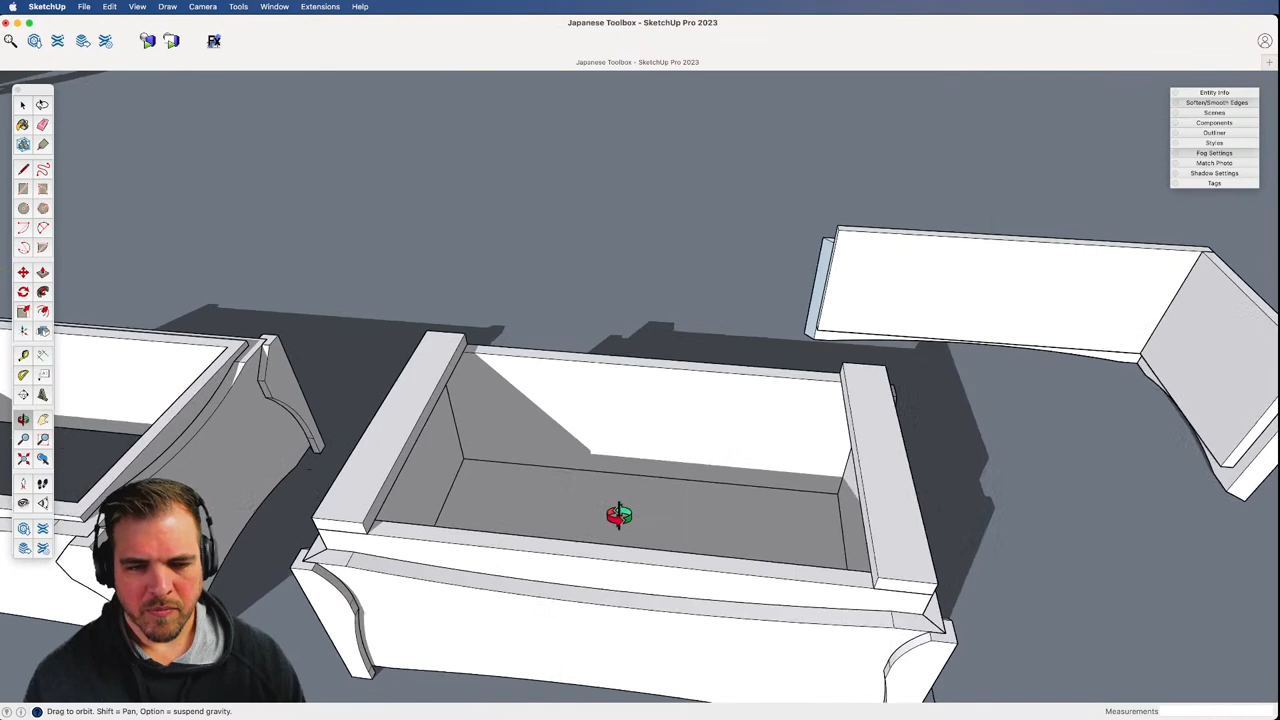 SketchUp File Edit View Draw Camera Tools Window Extensions Help
Japanese Toolbox - SketchUp Pro 2023
Japanese Toolbox - SketchUp Pro 2023
Entity Info
Soften/Smooth Edges
Scenes
Components
Outliner
Styles
Fog Settings
Match Photo
Shadow Settings
Tags
Drag to orbit. Shift = Pan, Option = suspend gravity.
Measurements